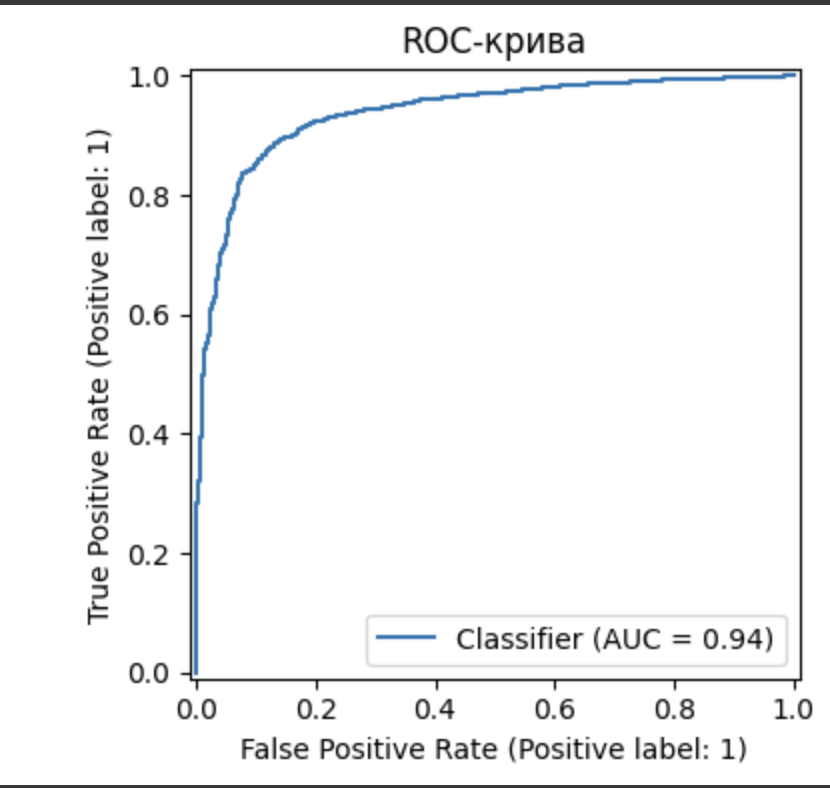 ROC-крива
1.0
0.8
0.6
0.4
0.2
0.0
True Positive Rate (Positive label: 1)
Classifier (AUC = 0.94)
0.0 0.2 0.4 0.6 0.8 1.0
False Positive Rate (Positive label: 1)